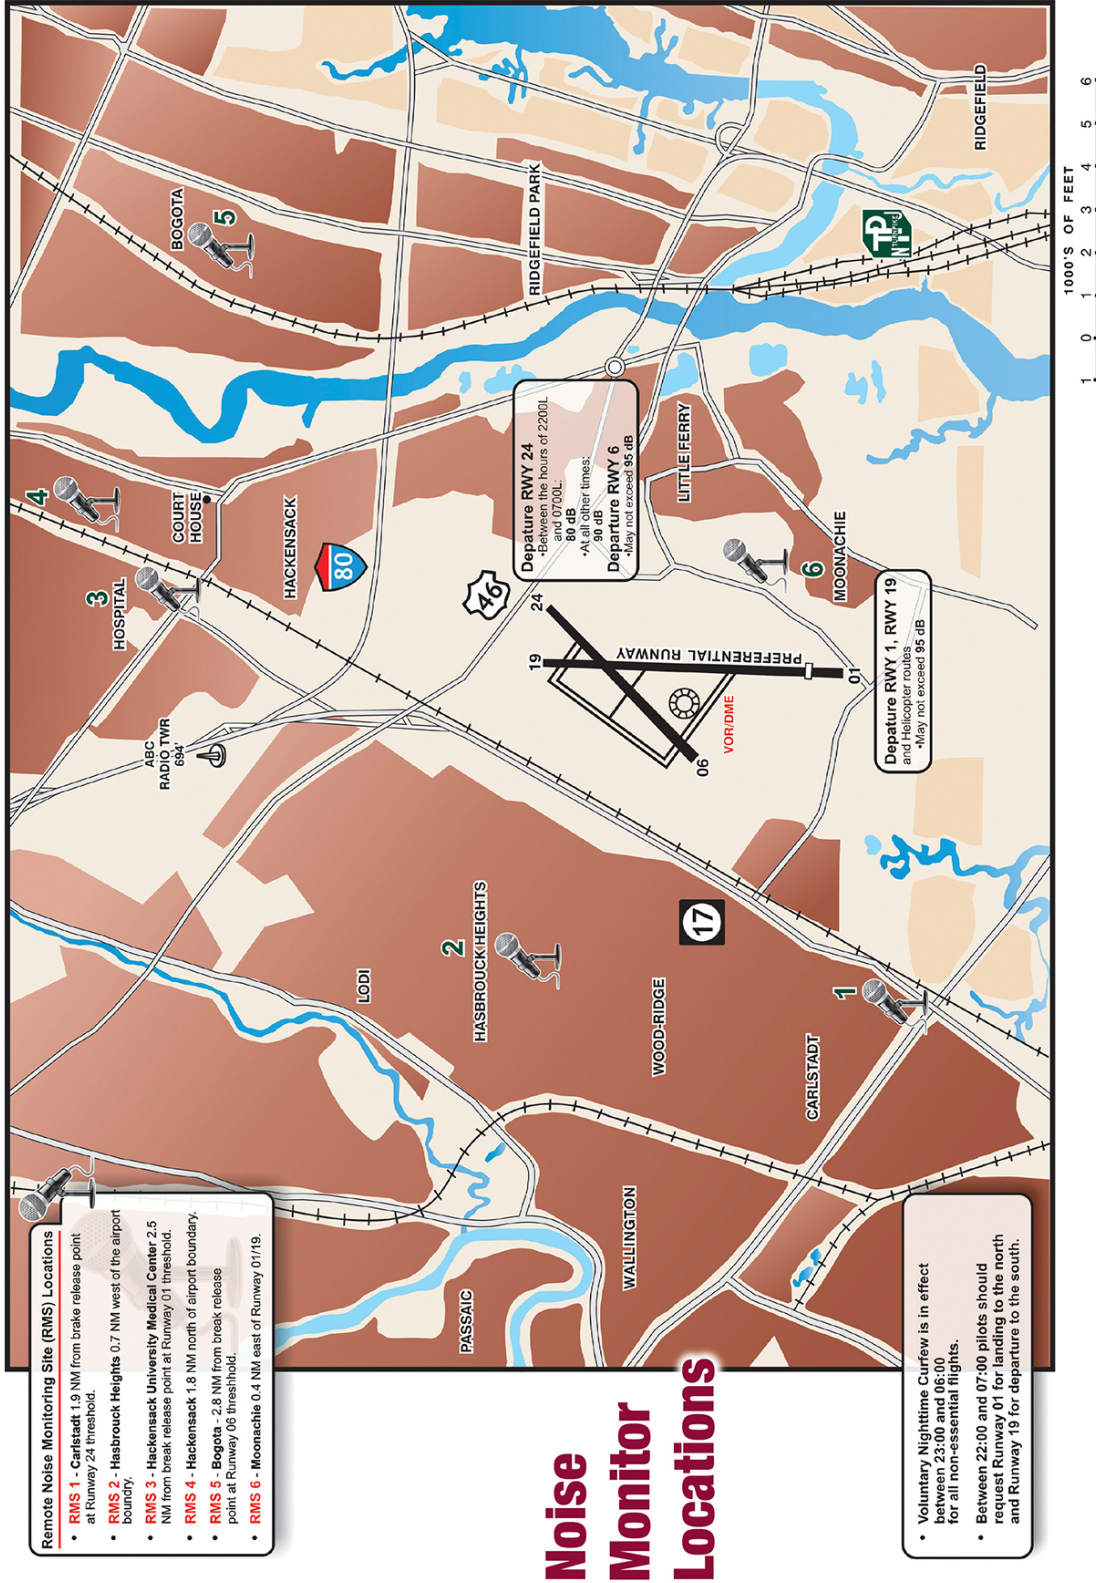 Noise
Monitor
Locations
Remote Noise Monitoring Site (RMS) Locations
• RMS 1 - Carlstadt 1.9 NM from brake release point
at Runway 24 threshold.
• RMS 2 - Hasbrouck Heights 0.7 NM west of the airport
boundry.
• RMS 3 - Hackensack University Medical Center 2.5
NM from break release point at Runway 01 threshold.
• RMS 4 - Hackensack 1.8 NM north of airport boundary.
• RMS 5 - Bogota - 2.8 NM from break release
point at Runway 06 threshhold.
• RMS 6 - Moonachie 0.4 NM east of Runway 01/19.
• Voluntary Nighttime Curfew is in effect
between 23:00 and 06:00
for all non-essential flights.
• Between 22:00 and 07:00 pilots should
request Runway 01 for landing to the north
and Runway 19 for departure to the south.
PASSAIC
WALLINGTON
LODI
2
HASBROUCK HEIGHTS
WOOD-RIDGE
CARLSTADT
1
17
ABC
RADIO TWR
694'
3
HOSPITAL
4
COURT
HOUSE
HACKENSACK
80
46
24
19
PREFERENTIAL RUNWAY
01
06
VOR/DME
Depature RWY 24
•Between the hours of 2200L
and 0700L:
80 dB
•At all other times:
90 dB
Departure RWY 6
•May not exceed 95 dB
Depature RWY 1, RWY 19
and Helicopter routes
•May not exceed 95 dB
LITTLE FERRY
6
MOONACHIE
BOGOTA
5
RIDGEFIELD PARK
RIDGEFIELD
N TP J
TURNPIKE
1 0 1 2 3 4 5 6
1000'S OF FEET